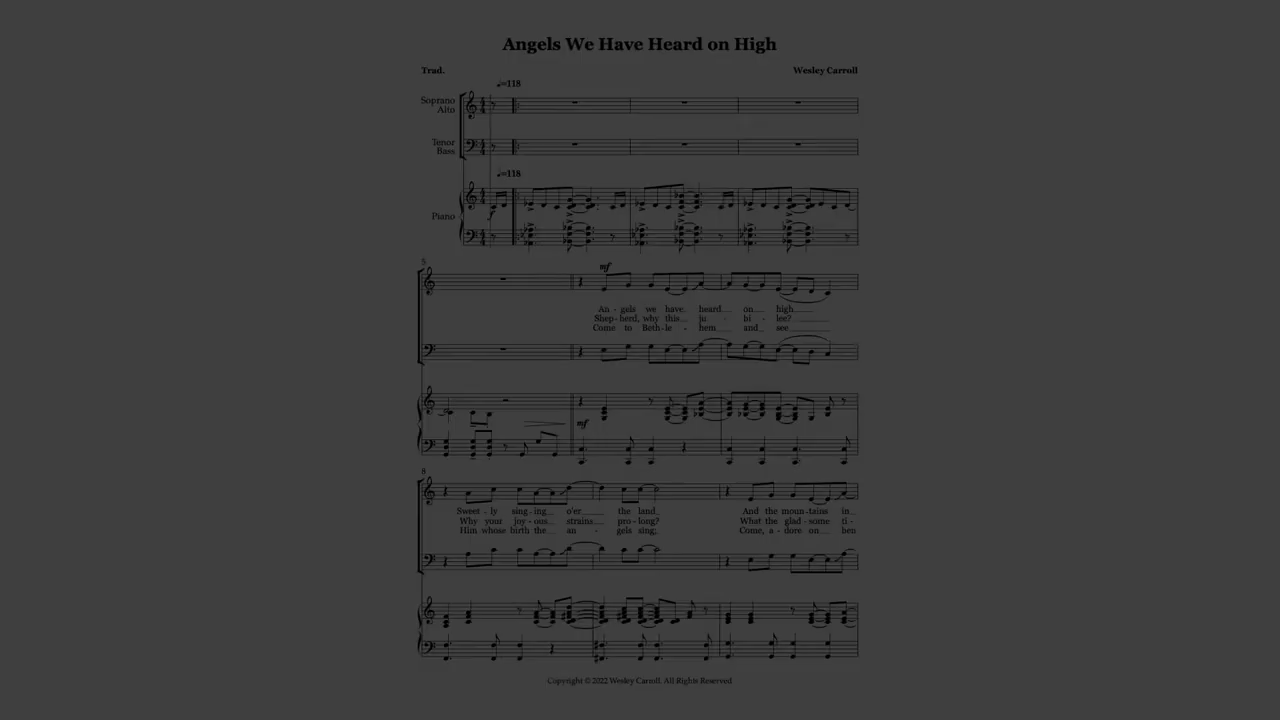 Angels We Have Heard on High
Trad.
Wesley Carroll
♩=118
Soprano
Alto
Tenor
Bass
♩=118
Piano
f
5
mf
An - gels we have heard on high
Shep - herd, why this ju - bi - lee?
Come to Beth - le - hem and see
mf
8
Sweet - ly sing - ing o'er the land, And the moun - tains in
Why your joy - ous strains pro - long? What the glad - some ti -
Him whose birth the an - gels sing; Come, a - dore on ben
Copyright © 2022 Wesley Carroll. All Rights Reserved